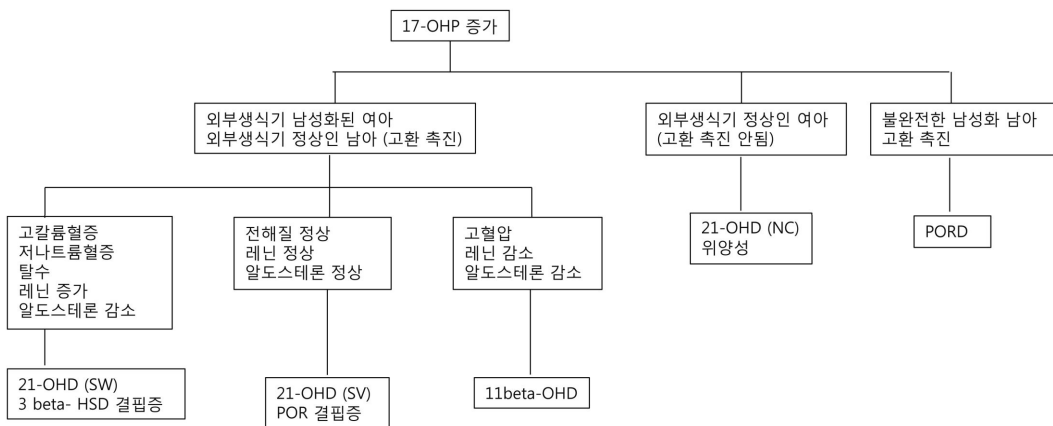 17-OHP 증가
외부생식기 남성화된 여아
외부생식기 정상인 남아 (고환 촉진)
외부생식기 정상인 여아
(고환 촉진 안됨)
불완전한 남성화 남아
고환 촉진
고칼륨혈증
저나트륨혈증
탈수
레닌 증가
알도스테론 감소
전해질 정상
레닌 정상
알도스테론 정상
고혈압
레닌 감소
알도스테론 감소
21-OHD (NC)
위양성
PORD
21-OHD (SW)
3 beta- HSD 결핍증
21-OHD (SV)
POR 결핍증
11beta-OHD